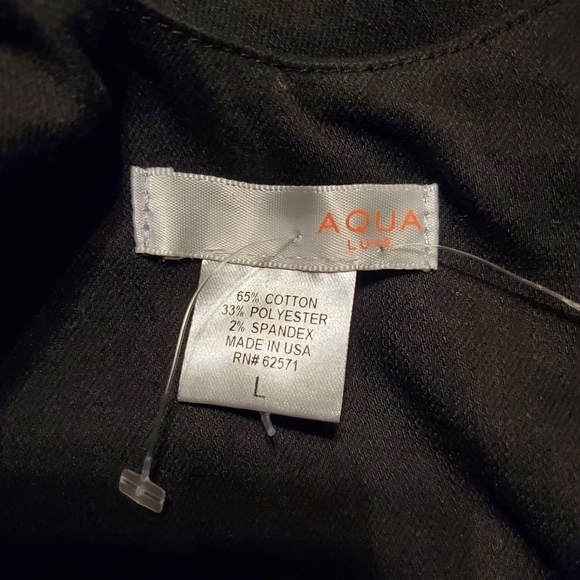 AQUA
LUXE
65% COTTON
33% POLYESTER
2% SPANDEX
MADE IN USA
RN# 62571
L